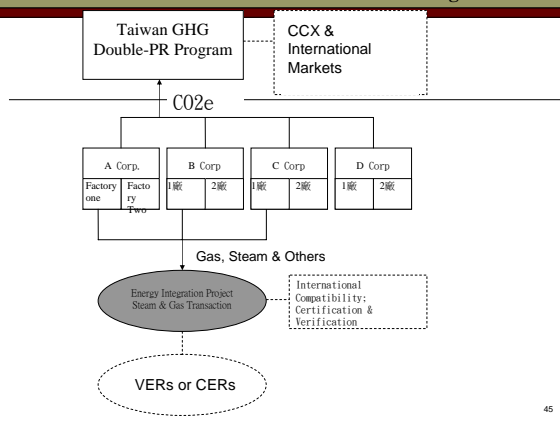 Taiwan GHG
Double-PR Program
CCX &
International
Markets
CO2e
A Corp.
B Corp
C Corp
D Corp
Factory
one
Facto
ry
Two
1廠
2廠
1廠
2廠
1廠
2廠
Gas, Steam & Others
Energy Integration Project
Steam & Gas Transaction
International
Compatibility;
Certification &
Verification
VERs or CERs
45